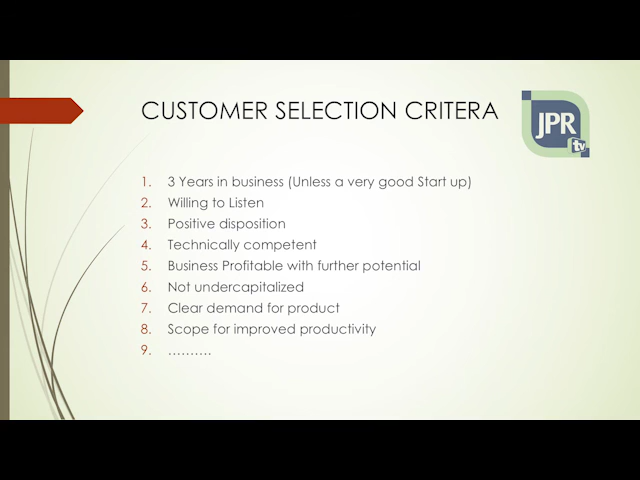 CUSTOMER SELECTION CRITERA
JPR
tv
1. 3 Years in business (Unless a very good Start up)
2. Willing to Listen
3. Positive disposition
4. Technically competent
5. Business Profitable with further potential
6. Not undercapitalized
7. Clear demand for product
8. Scope for improved productivity
9. ..........